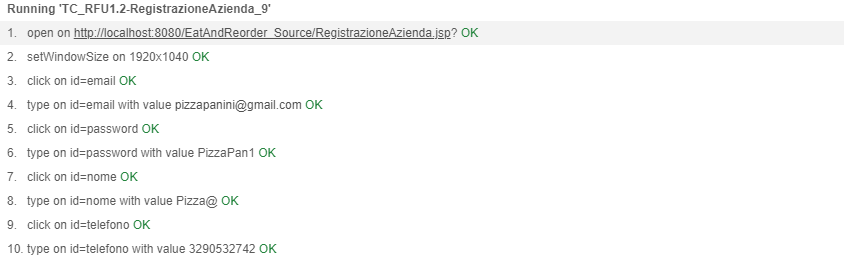 Running 'TC_RFU1.2-RegistrazioneAzienda_9'
1. open on http://localhost:8080/EatAndReorder_Source/RegistrazioneAzienda.jsp? OK
2. setWindowSize on 1920x1040 OK
3. click on id=email OK
4. type on id=email with value pizzapanini@gmail.com OK
5. click on id=password OK
6. type on id=password with value PizzaPan1 OK
7. click on id=nome OK
8. type on id=nome with value Pizza@ OK
9. click on id=telefono OK
10. type on id=telefono with value 3290532742 OK